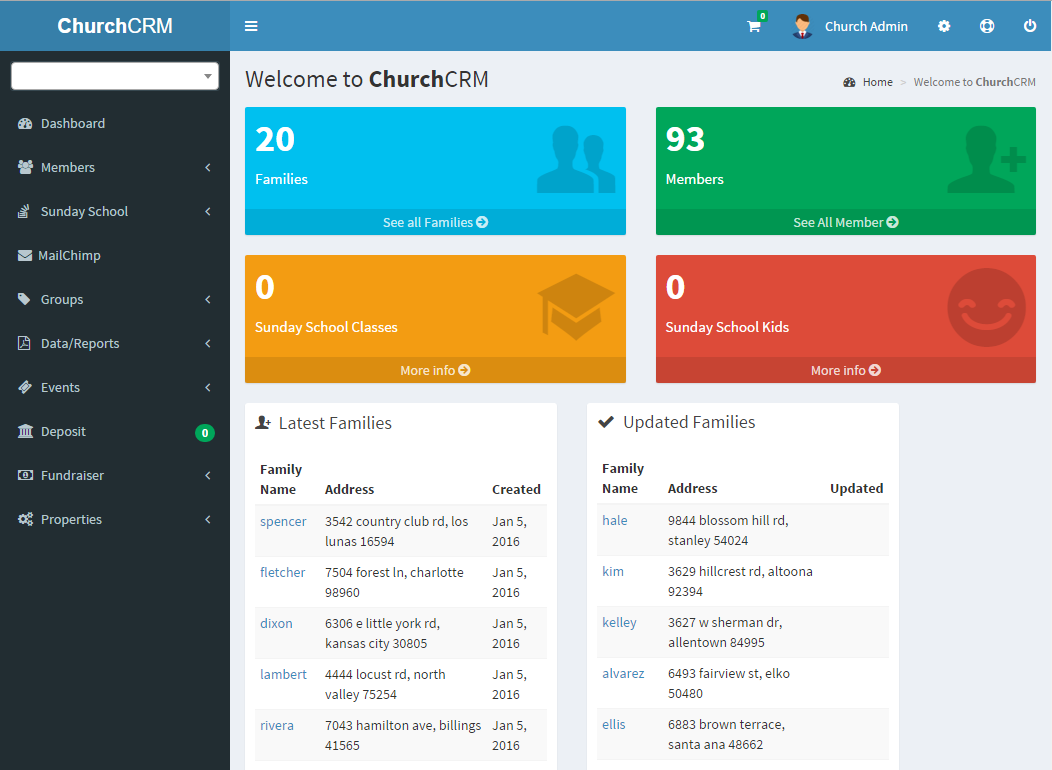 ChurchCRM
0
Church Admin
Welcome to ChurchCRM
Home > Welcome to ChurchCRM
Dashboard
Members
Sunday School
MailChimp
Groups
Data/Reports
Events
Deposit 0
Fundraiser
Properties
20
Families
See all Families
93
Members
See All Member
0
Sunday School Classes
More info
0
Sunday School Kids
More info
Latest Families
Family
Name Address Created
spencer 3542 country club rd, los Jan 5,
lunas 16594 2016
fletcher 7504 forest ln, charlotte Jan 5,
98960 2016
dixon 6306 e little york rd, Jan 5,
kansas city 30805 2016
lambert 4444 locust rd, north Jan 5,
valley 75254 2016
rivera 7043 hamilton ave, billings Jan 5,
41565 2016
Updated Families
Family
Name Address Updated
hale 9844 blossom hill rd,
stanley 54024
kim 3629 hillcrest rd, altoona
92394
kelley 3627 w sherman dr,
allentown 84995
alvarez 6493 fairview st, elko
50480
ellis 6883 brown terrace,
santa ana 48662